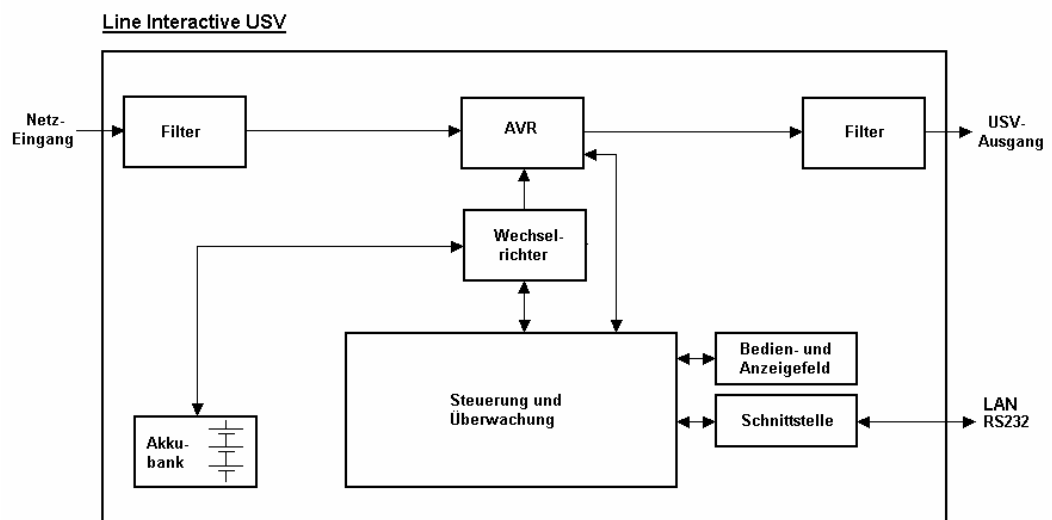 Line Interactive USV
Netz-
Eingang
Filter
AVR
Filter
USV-
Ausgang
Wechsel-
richter
Steuerung und
Überwachung
Bedien- und
Anzeigefeld
Schnittstelle
LAN
RS232
Akku-
bank